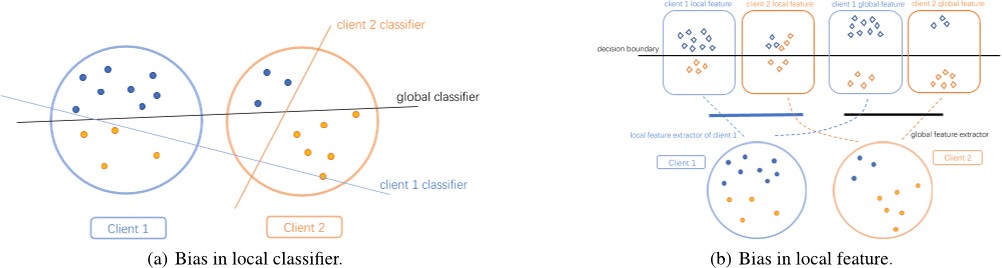 client 2 classifier
global classifier
client 1 classifier
Client 1
Client 2
(a) Bias in local classifier.
client 1 local feature
client 2 local feature
client 1 global feature
client 2 global feature
decision boundary
local feature extractor of client 1
global feature extractor
Client 1
Client 2
(b) Bias in local feature.